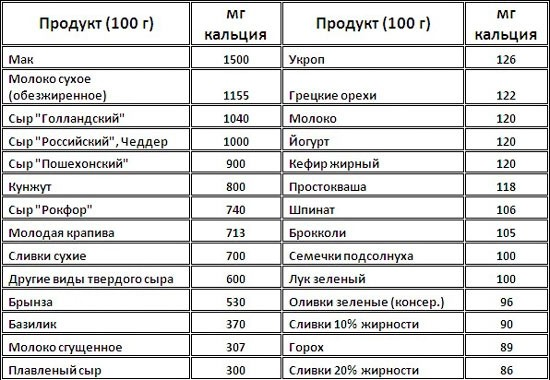 Продукт (100 г) мг кальция Продукт (100 г) мг кальция
Мак 1500 Укроп 126
Молоко сухое
(обезжиренное) 1155 Грецкие орехи 122
Сыр "Голландский" 1040 Молоко 120
Сыр "Российский", Чеддер 1000 Йогурт 120
Сыр "Пошехонский" 900 Кефир жирный 120
Кунжут 800 Простокваша 118
Сыр "Рокфор" 740 Шпинат 106
Молодая крапива 713 Брокколи 105
Сливки сухие 700 Семечки подсолнуха 100
Другие виды твердого сыра 600 Лук зеленый 100
Брынза 530 Оливки зеленые (консер.) 96
Базилик 370 Сливки 10% жирности 90
Молоко сгущенное 307 Горох 89
Плавленый сыр 300 Сливки 20% жирности 86